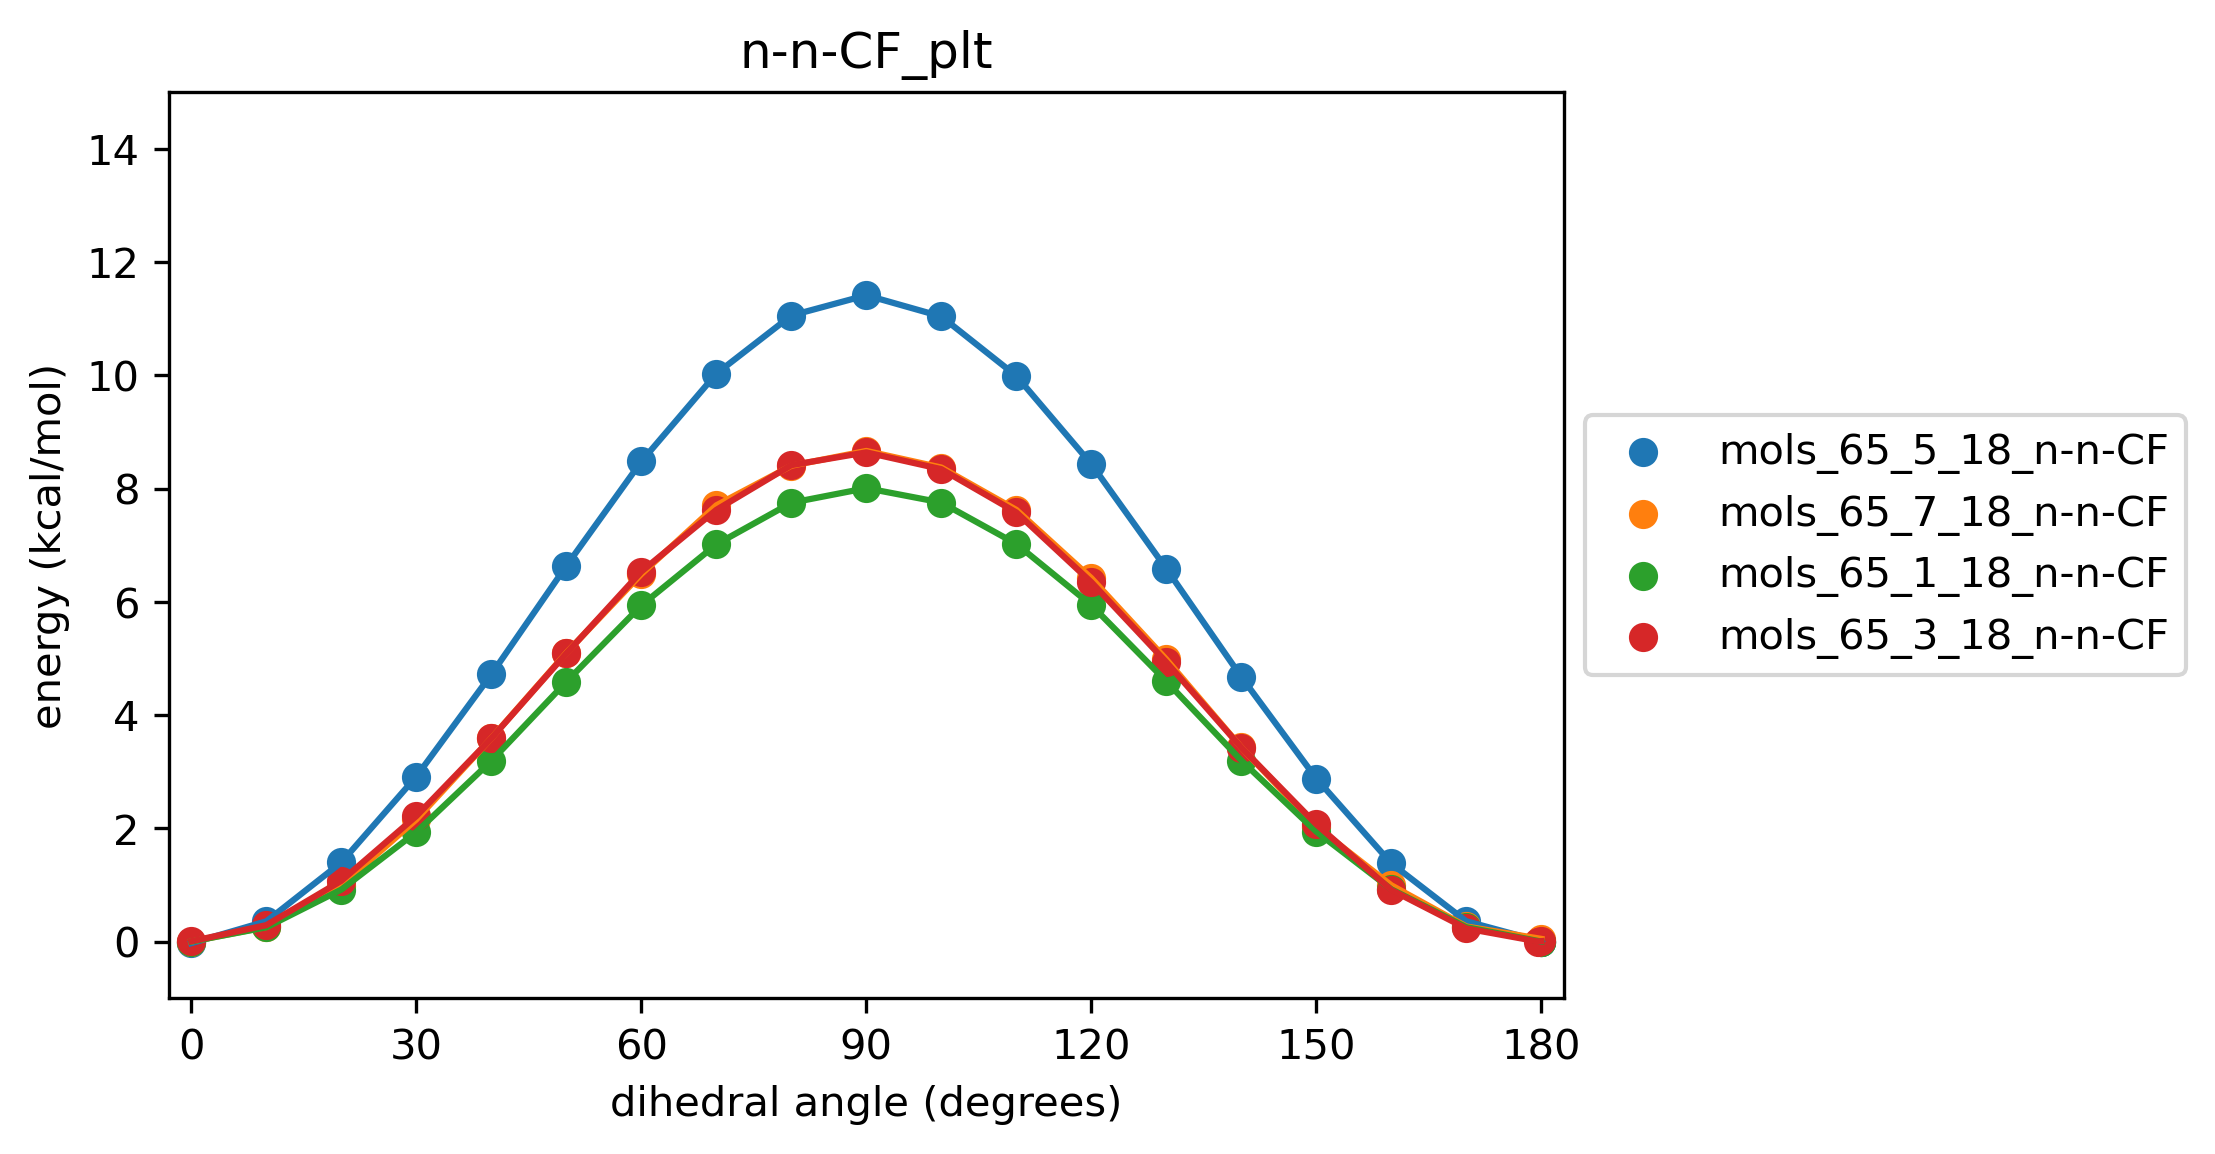 n-n-CF_plt
14
12
10
8
6
4
2
0
energy (kcal/mol)
0 30 60 90 120 150 180
dihedral angle (degrees)
mols_65_5_18_n-n-CF
mols_65_7_18_n-n-CF
mols_65_1_18_n-n-CF
mols_65_3_18_n-n-CF